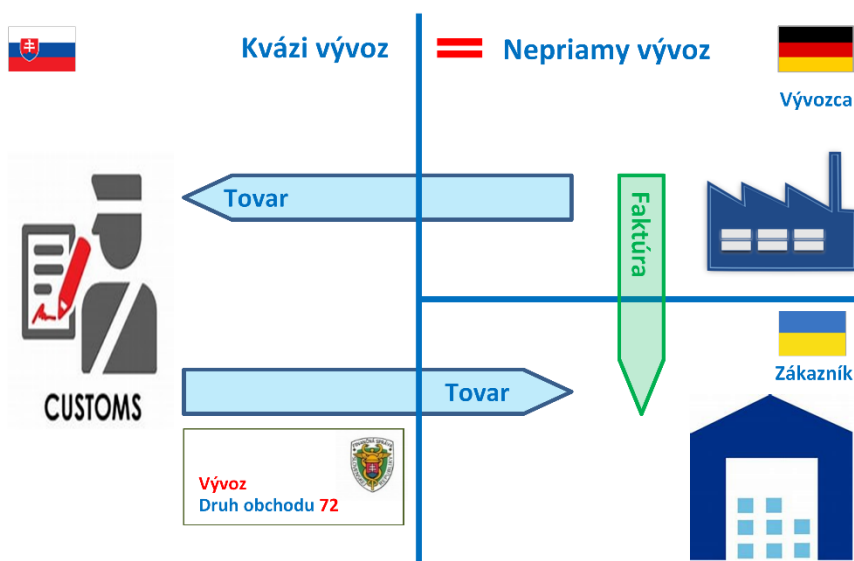 Kvázi vývoz
Nepriamy vývoz
Vývozca
Tovar
Faktúra
Zákazník
Tovar
CUSTOMS
Vývoz
Druh obchodu 72